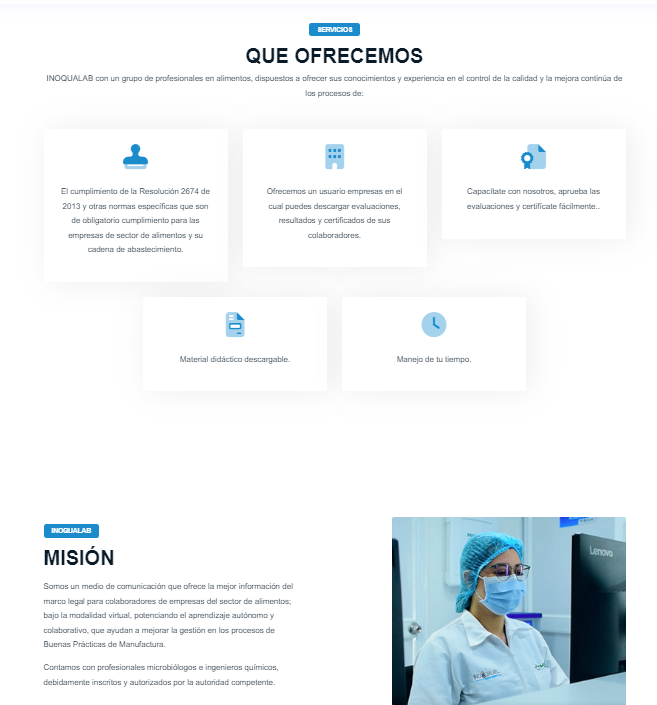 SERVICIOS
QUE OFRECEMOS
INOQUALAB con un grupo de profesionales en alimentos, dispuestos a ofrecer sus conocimientos y experiencia en el control de la calidad y la mejora continúa de
los procesos de:
El cumplimiento de la Resolución 2674 de
2013 y otras normas específicas que son
de obligatorio cumplimiento para las
empresas de sector de alimentos y su
cadena de abastecimiento.
Ofrecemos un usuario empresas en el
cual puedes descargar evaluaciones,
resultados y certificados de sus
colaboradores.
Capacítate con nosotros, aprueba las
evaluaciones y certifícate fácilmente..
Material didáctico descargable.
Manejo de tu tiempo.
INOQUALAB
MISIÓN
Somos un medio de comunicación que ofrece la mejor información del
marco legal para colaboradores de empresas del sector de alimentos;
bajo la modalidad virtual, potenciando el aprendizaje autónomo y
colaborativo, que ayudan a mejorar la gestión en los procesos de
Buenas Prácticas de Manufactura.
Contamos con profesionales microbiólogos e ingenieros químicos,
debidamente inscritos y autorizados por la autoridad competente.
Lenovo